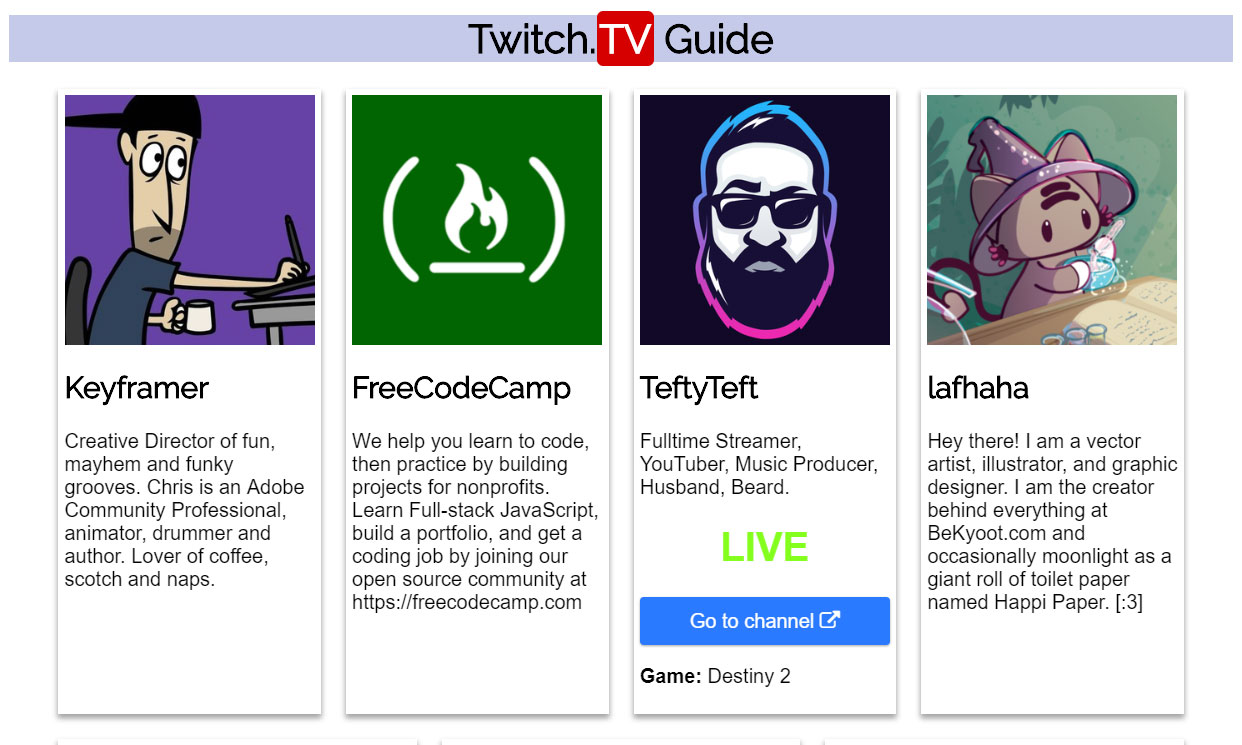 Twitch.TV Guide
Keyframer
Creative Director of fun,
mayhem and funky
grooves. Chris is an Adobe
Community Professional,
animator, drummer and
author. Lover of coffee,
scotch and naps.
FreeCodeCamp
We help you learn to code,
then practice by building
projects for nonprofits.
Learn Full-stack JavaScript,
build a portfolio, and get a
coding job by joining our
open source community at
https://freecodecamp.com
TeftyTeft
Fulltime Streamer,
YouTuber, Music Producer,
Husband, Beard.
LIVE
Go to channel
Game: Destiny 2
lafhaha
Hey there! I am a vector
artist, illustrator, and graphic
designer. I am the creator
behind everything at
BeKyoot.com and
occasionally moonlight as a
giant roll of toilet paper
named Happi Paper. [:3]